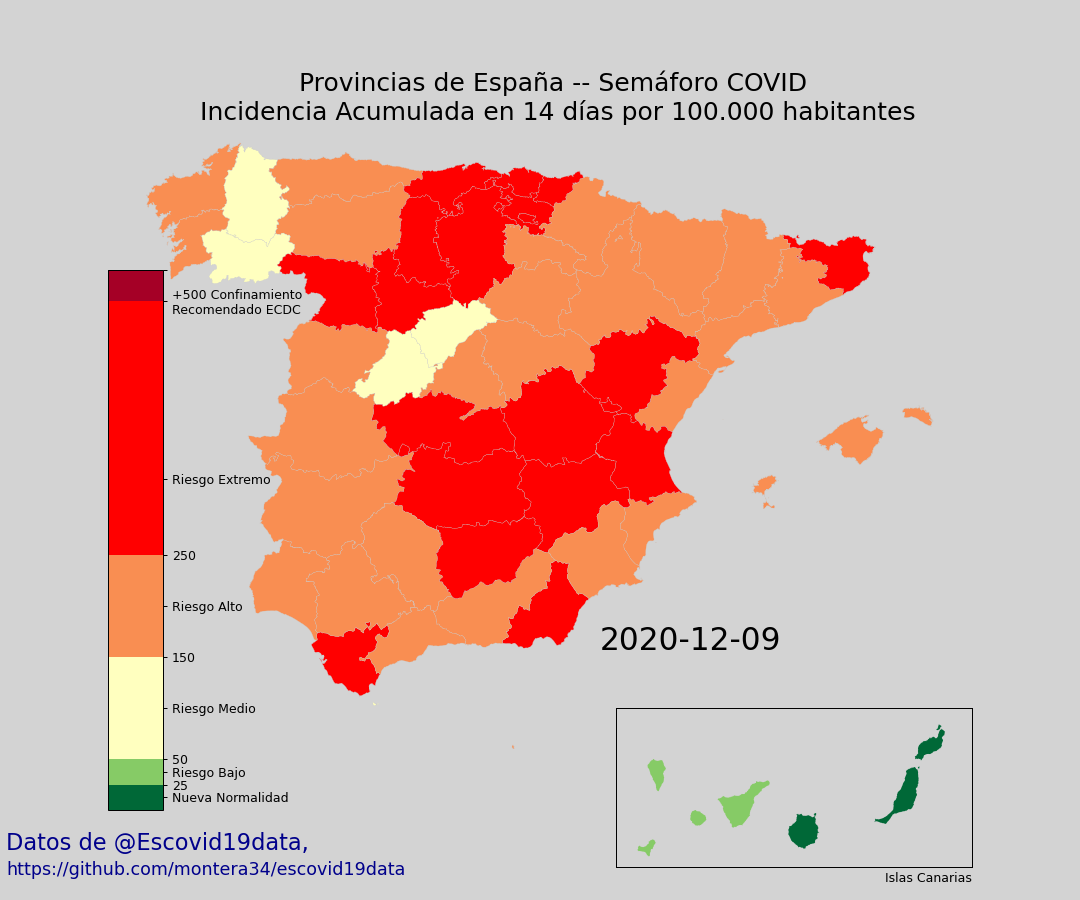 Provincias de España -- Semáforo COVID
Incidencia Acumulada en 14 días por 100.000 habitantes
+500 Confinamiento
Recomendado ECDC
Riesgo Extremo
250
Riesgo Alto
150
Riesgo Medio
50
Riesgo Bajo
25
Nueva Normalidad
2020-12-09
Islas Canarias
Datos de @Escovid19data,
https://github.com/montera34/escovid19data